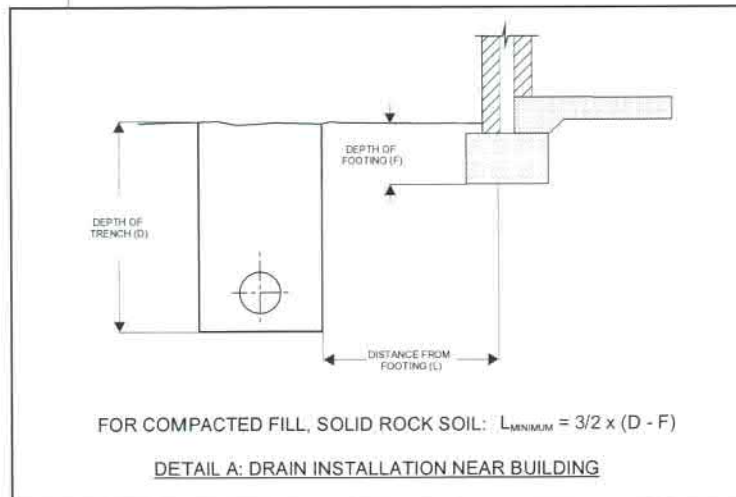 DEPTH OF
FOOTING (F)
DEPTH OF
TRENCH (D)
DISTANCE FROM
FOOTING (L)
FOR COMPACTED FILL, SOLID ROCK SOIL: LMINIMUM = 3/2 x (D - F)
DETAIL A: DRAIN INSTALLATION NEAR BUILDING